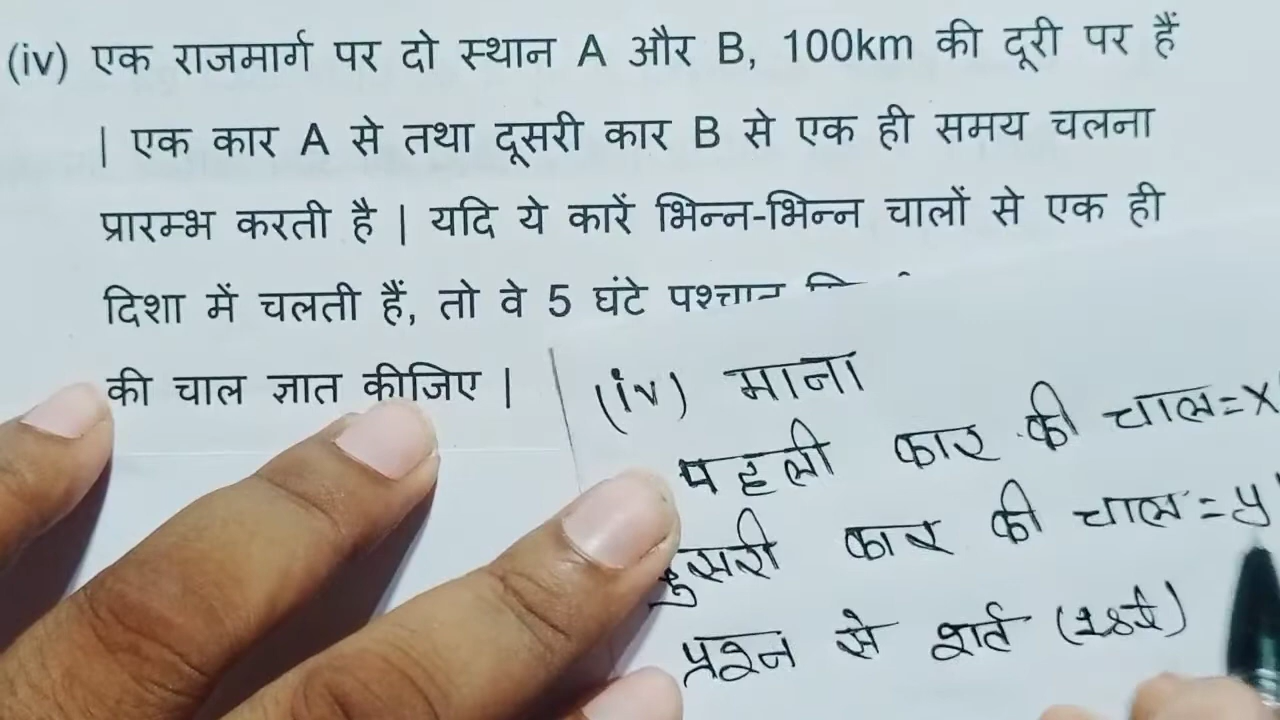 (iv) एक राजमार्ग पर दो स्थान A और B, 100km की दूरी पर हैं
| एक कार A से तथा दूसरी कार B से एक ही समय चलना
प्रारम्भ करती है | यदि ये कारें भिन्न-भिन्न चालों से एक ही
दिशा में चलती हैं, तो वे 5 घंटे पश्चात
की चाल ज्ञात कीजिए |
(iv) माना
पहली कार की चाल=x
दुसरी कार की चाल=y
प्रश्न से शर्त